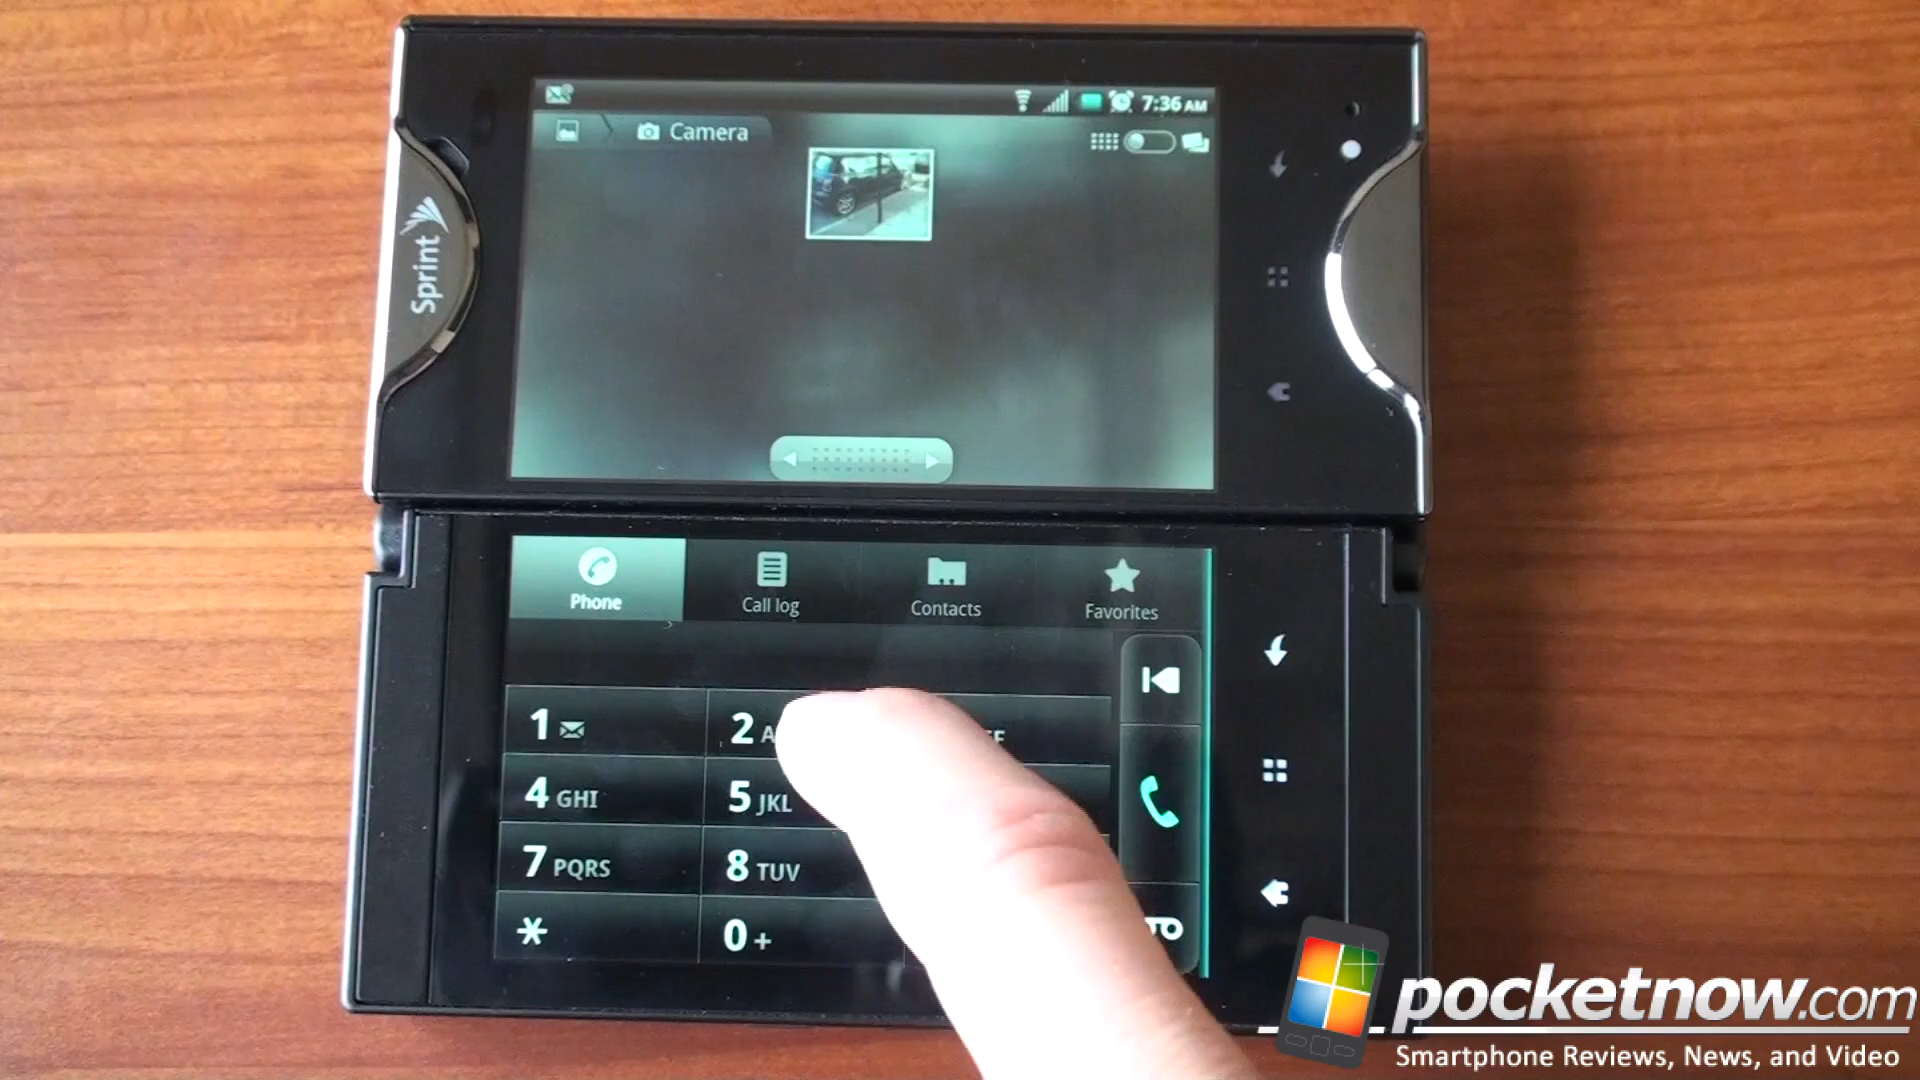 7:36 AM
Camera
Sprint
Phone
Call log
Contacts
Favorites
1
2 A
4 GHI
5 JKL
7 PQRS
8 TUV
*
0 +
pocketnow.com
Smartphone Reviews, News, and Video